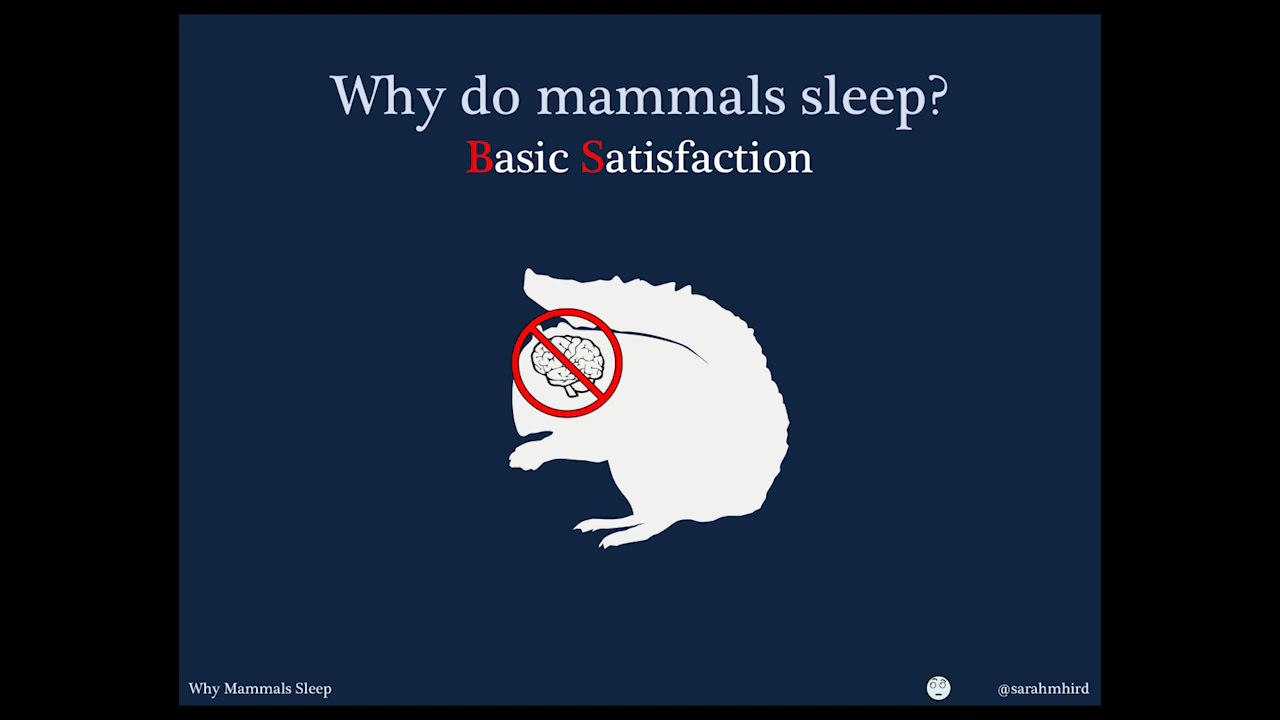 Why do mammals sleep?
Basic Satisfaction
Why Mammals Sleep
@sarahmhird